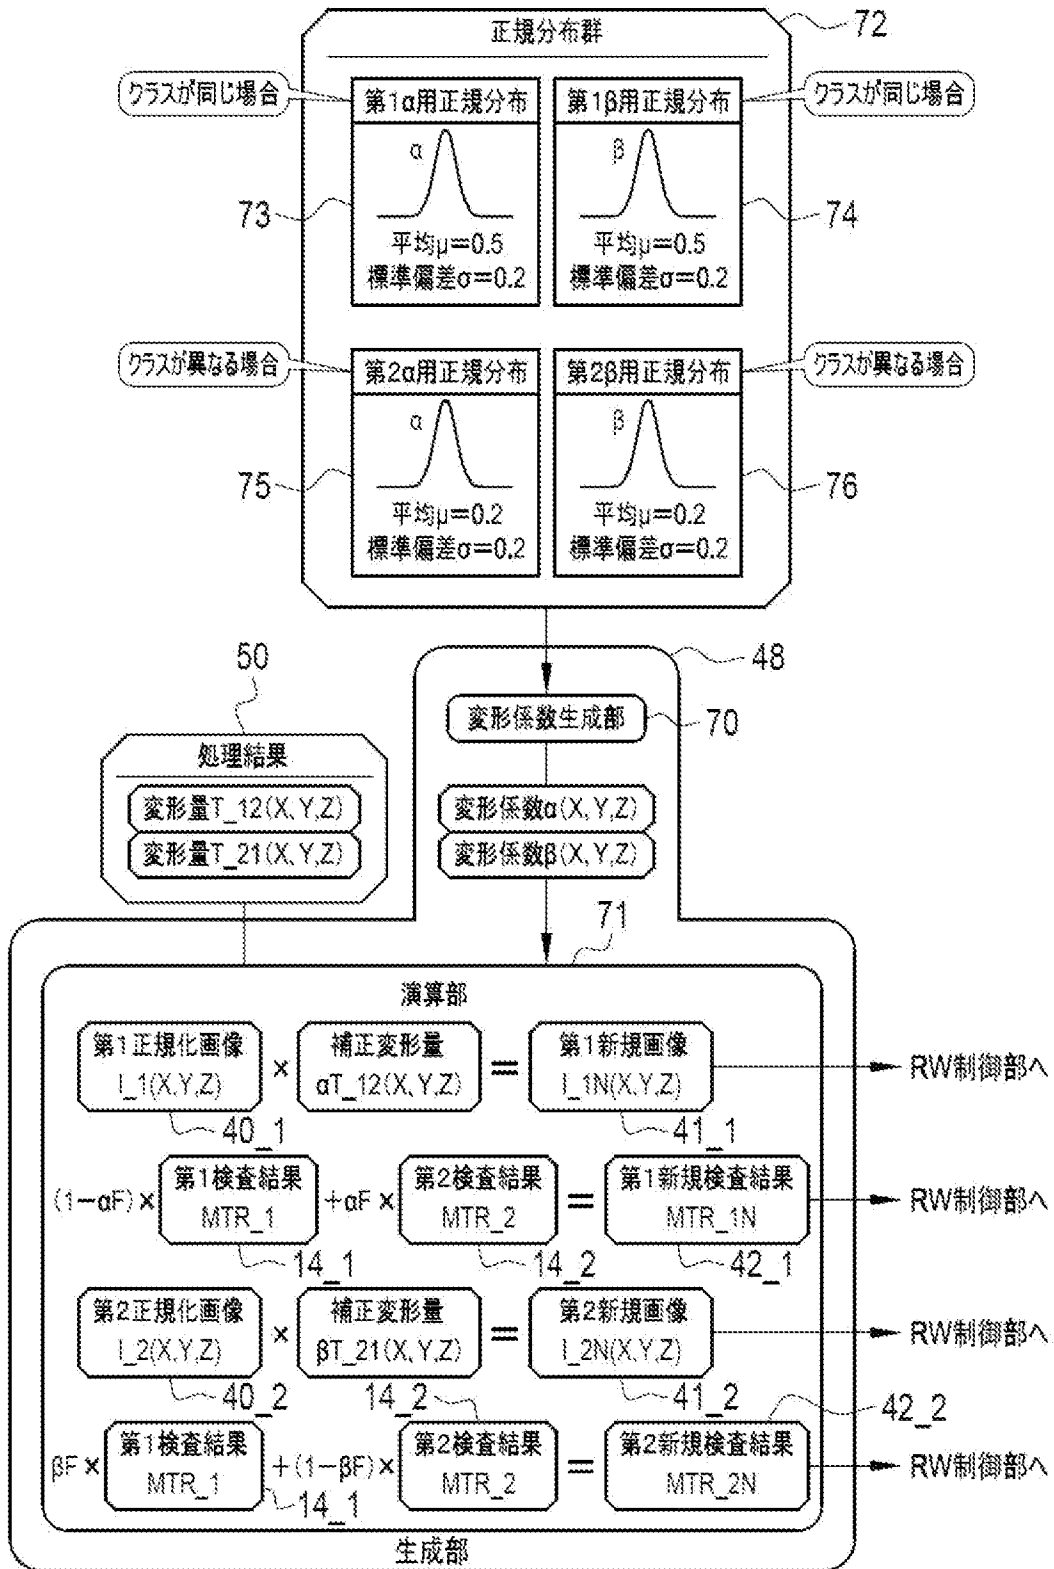 正規分布群
72
クラスが同じ場合
第1α用正規分布
第1β用正規分布
クラスが同じ場合
α
β
73
74
平均μ=0.5
標準偏差σ=0.2
平均μ=0.5
標準偏差σ=0.2
クラスが異なる場合
第2α用正規分布
第2β用正規分布
クラスが異なる場合
α
β
75
76
平均μ=0.2
標準偏差σ=0.2
平均μ=0.2
標準偏差σ=0.2
50
48
変形係数生成部
70
処理結果
変形量T_12(X,Y,Z)
変形量T_21(X,Y,Z)
変形係数α(X,Y,Z)
変形係数β(X,Y,Z)
71
演算部
第1正規化画像
I_1(X,Y,Z)
×
補正変形量
αT_12(X,Y,Z)
=
第1新規画像
I_1N(X,Y,Z)
RW制御部へ
40_1
41_1
(1-αF)×
第1検査結果
MTR_1
+αF×
第2検査結果
MTR_2
=
第1新規検査結果
MTR_1N
RW制御部へ
14_1
14_2
42_1
第2正規化画像
I_2(X,Y,Z)
×
補正変形量
βT_21(X,Y,Z)
=
第2新規画像
I_2N(X,Y,Z)
RW制御部へ
40_2
14_2
41_2
42_2
βF×
第1検査結果
MTR_1
+(1-βF)×
第2検査結果
MTR_2
=
第2新規検査結果
MTR_2N
RW制御部へ
14_1
生成部